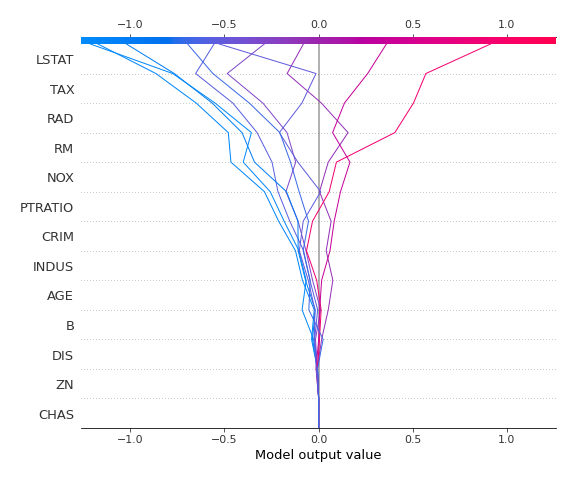 −1.0 −0.5 0.0 0.5 1.0
LSTAT
TAX
RAD
RM
NOX
PTRATIO
CRIM
INDUS
AGE
B
DIS
ZN
CHAS
−1.0 −0.5 0.0 0.5 1.0
Model output value